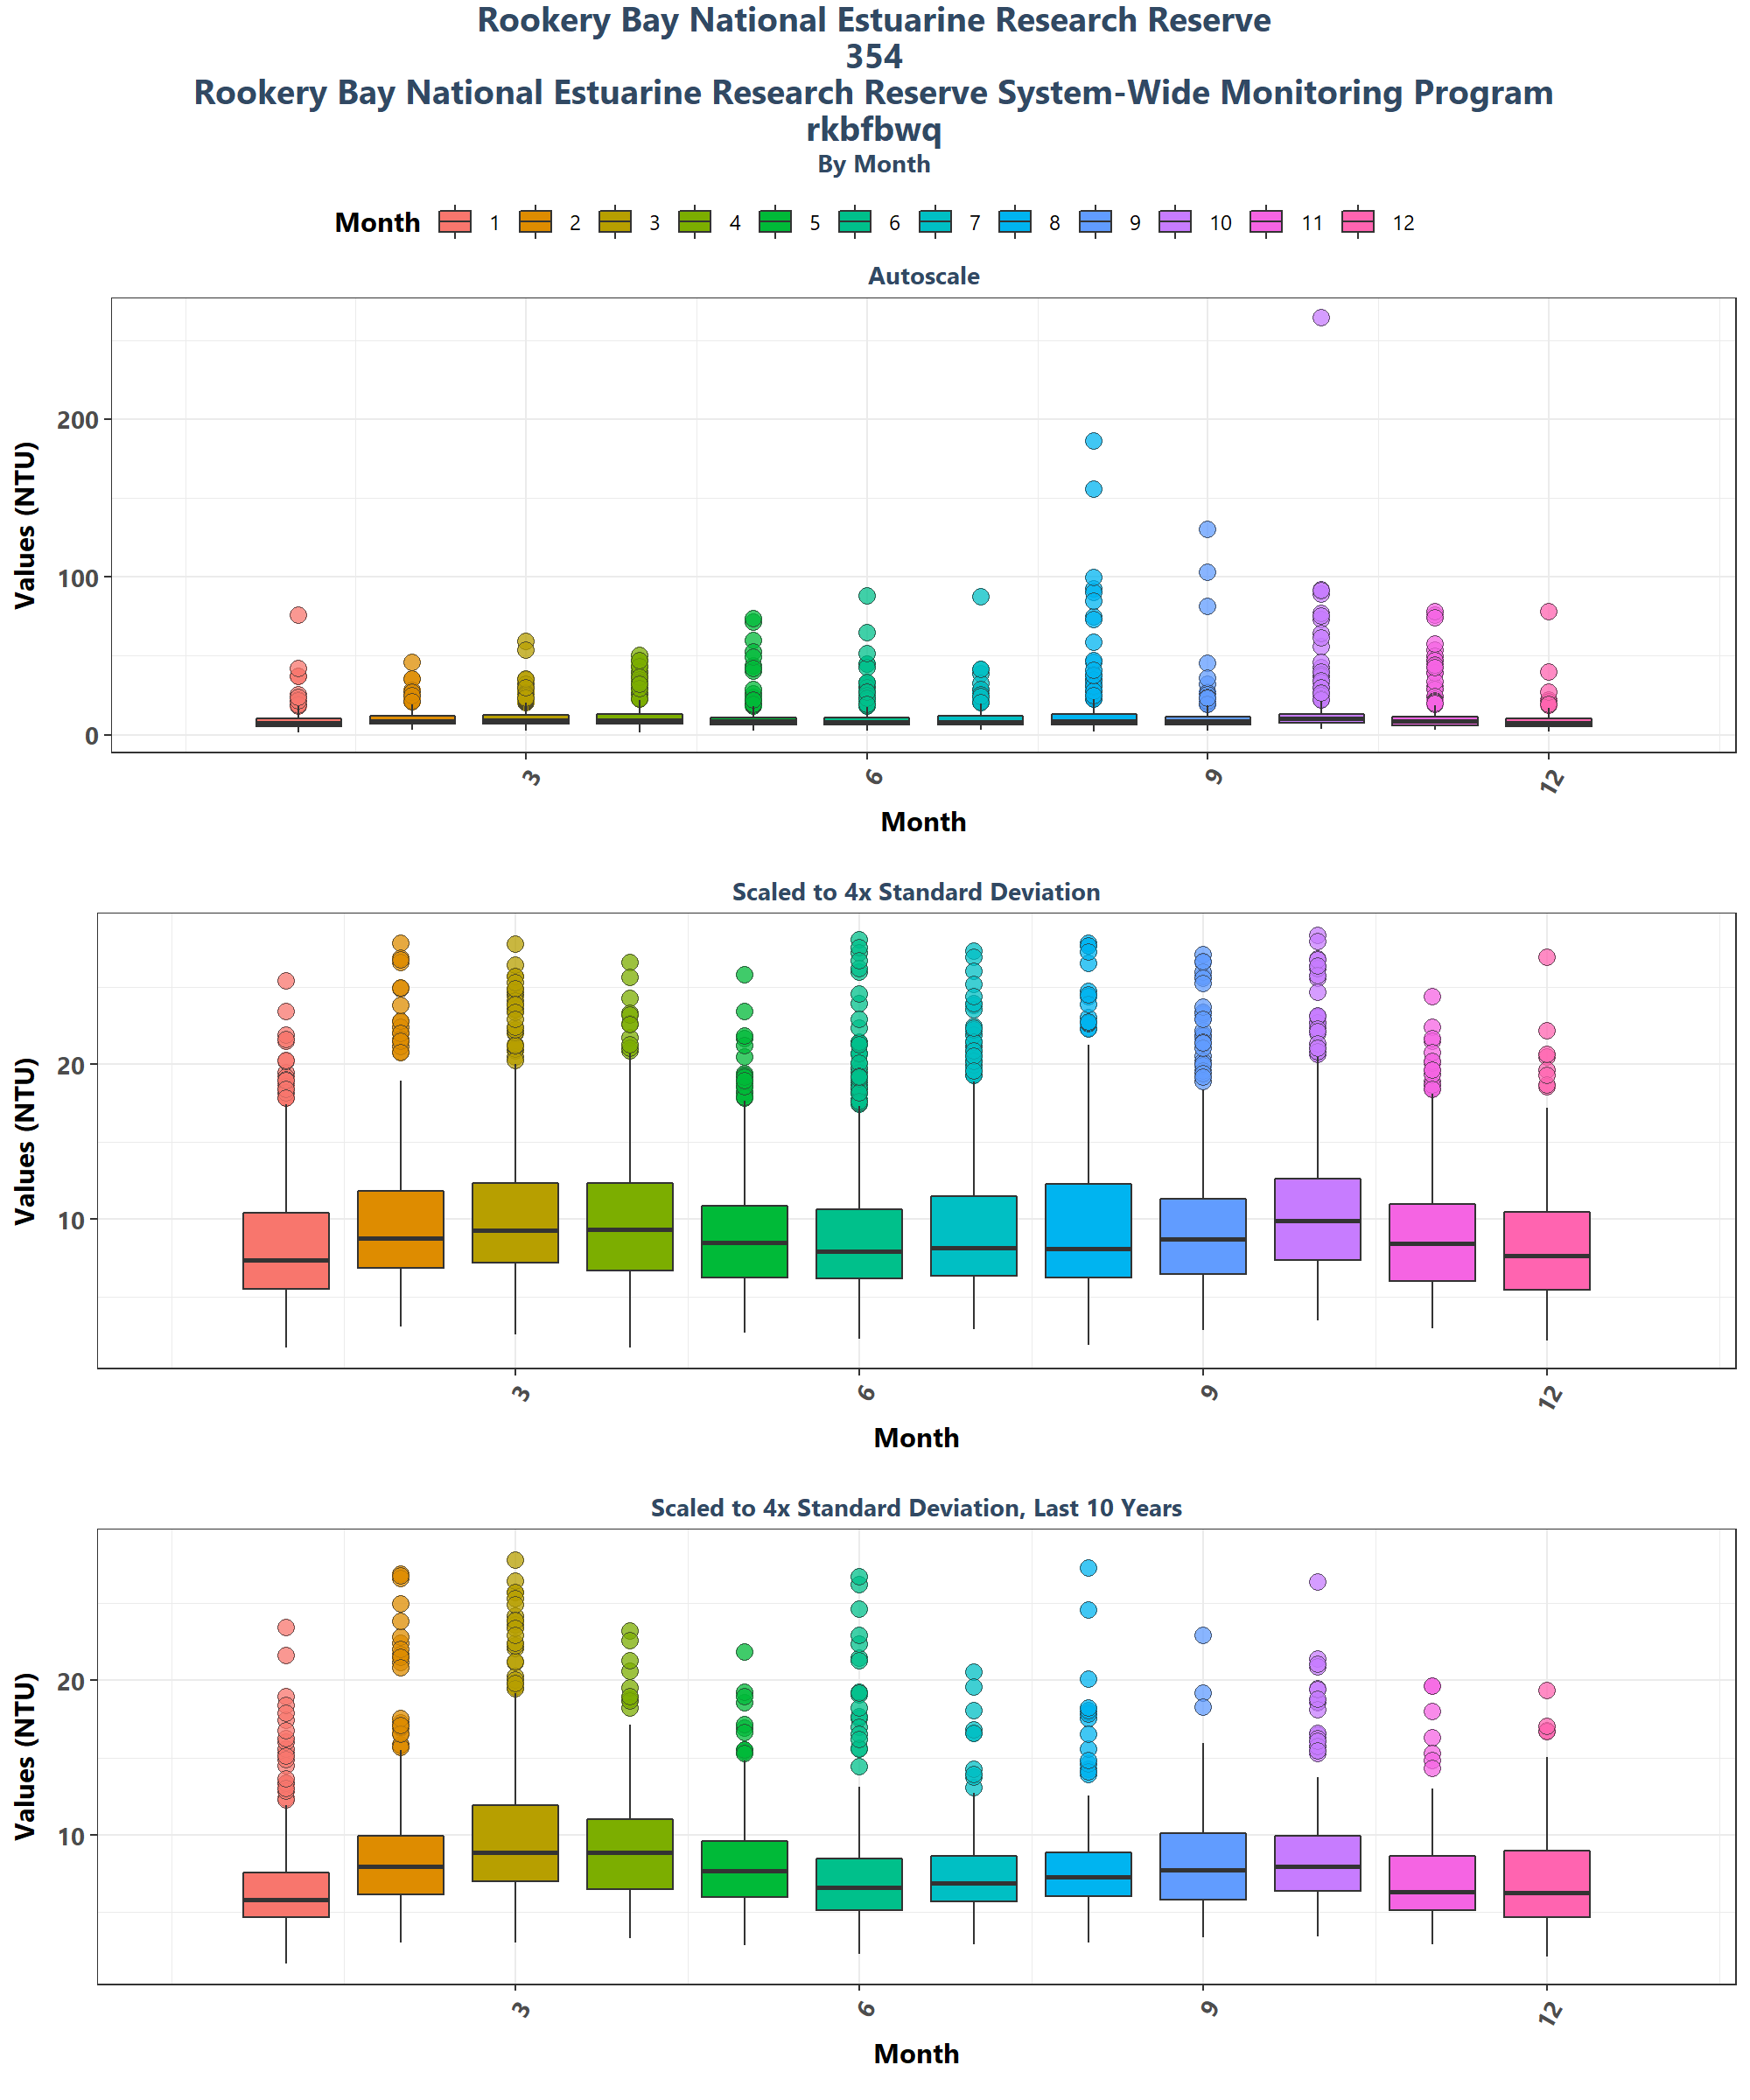 Rookery Bay National Estuarine Research Reserve
354
Rookery Bay National Estuarine Research Reserve System-Wide Monitoring Program
rkbfbwq
By Month
Month 1 2 3 4 5 6 7 8 9 10 11 12
Autoscale
Values (NTU)
200
100
0
3 6 9 12
Month
Scaled to 4x Standard Deviation
Values (NTU)
20
10
3 6 9 12
Month
Scaled to 4x Standard Deviation, Last 10 Years
Values (NTU)
20
10
3 6 9 12
Month